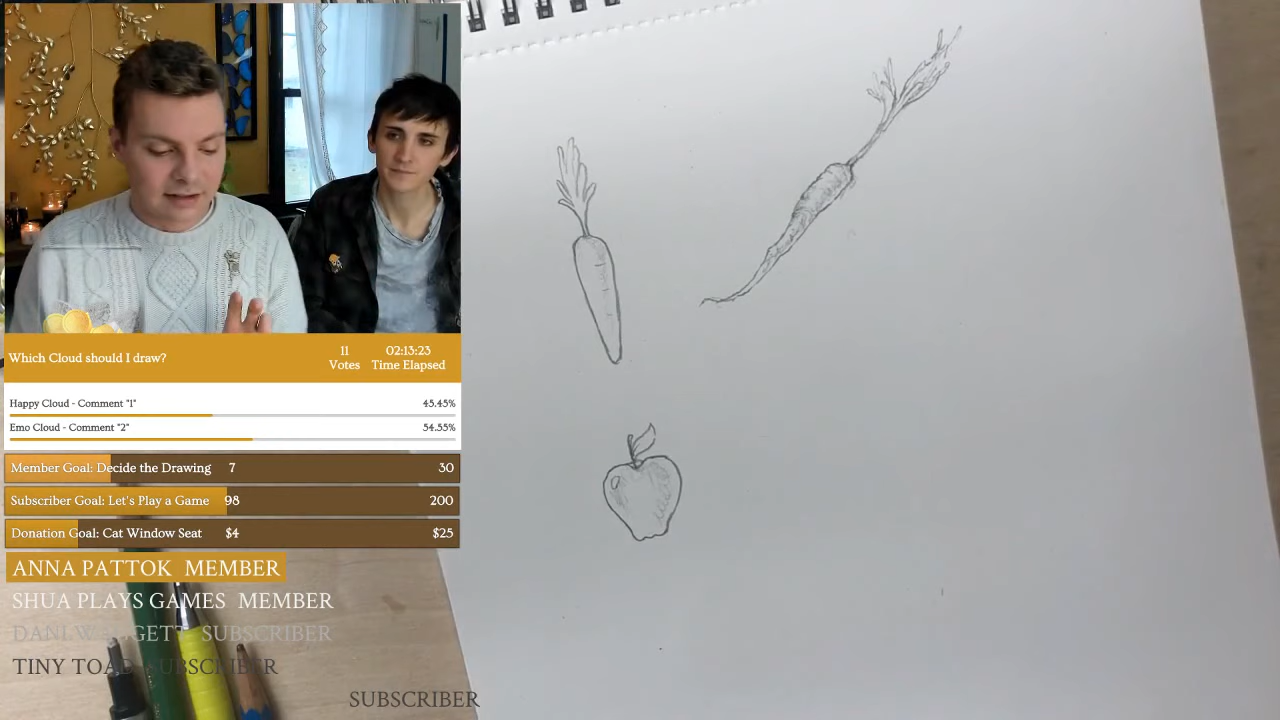 Which Cloud should I draw?
11 Votes
02:13:23 Time Elapsed
Happy Cloud - Comment "1" 45.45%
Emo Cloud - Comment "2" 54.55%
Member Goal: Decide the Drawing 7 30
Subscriber Goal: Let's Play a Game 98 200
Donation Goal: Cat Window Seat $4 $25
ANNA PATTOK MEMBER
SHUA PLAYS GAMES MEMBER
SUBSCRIBER
TINY TOAD SUBSCRIBER
SUBSCRIBER